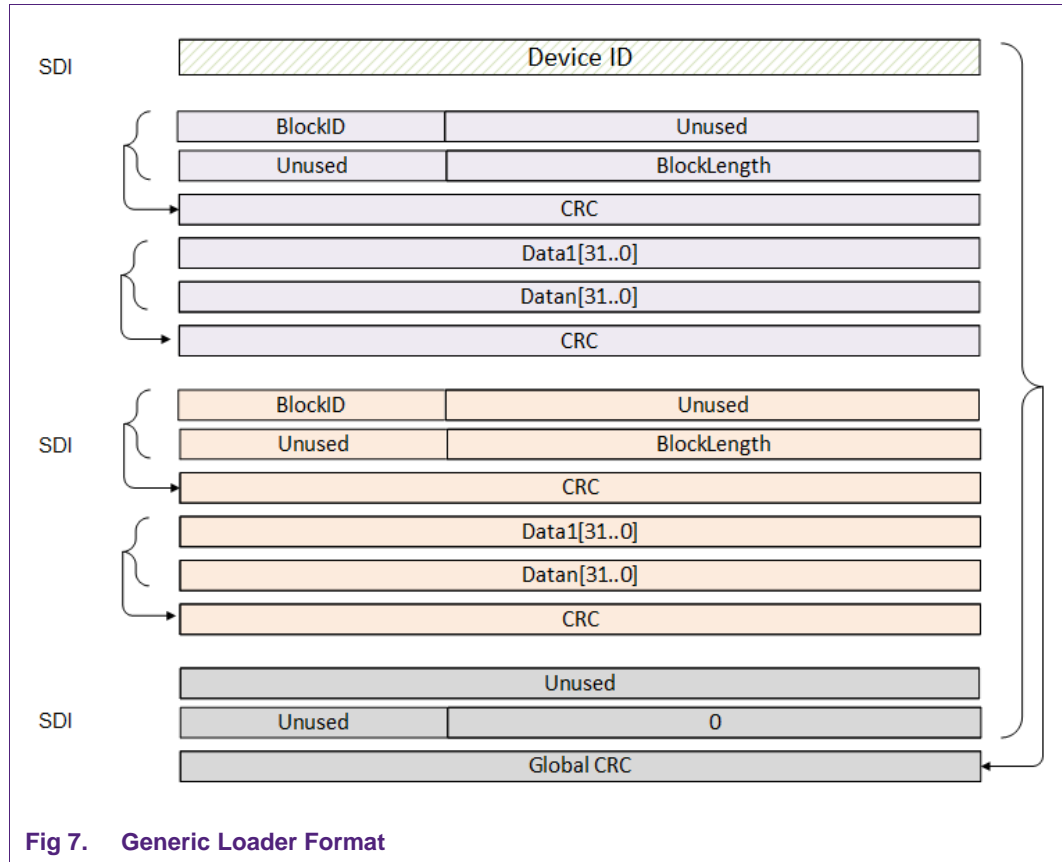 SDI
Device ID
BlockID Unused
Unused BlockLength
CRC
Data1[31..0]
Datan[31..0]
CRC
BlockID Unused
SDI Unused BlockLength
CRC
Data1[31..0]
Datan[31..0]
CRC
Unused
SDI Unused 0
Global CRC
Fig 7. Generic Loader Format